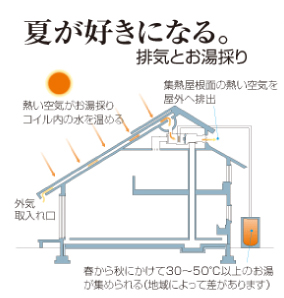 夏が好きになる。
排気とお湯採り
集熱屋根面の熱い空気を
屋外へ排出
熱い空気がお湯採り
コイル内の水を温める
外気
取入れ口
春から秋にかけて30〜50℃以上のお湯
が集められる(地域によって差があります)